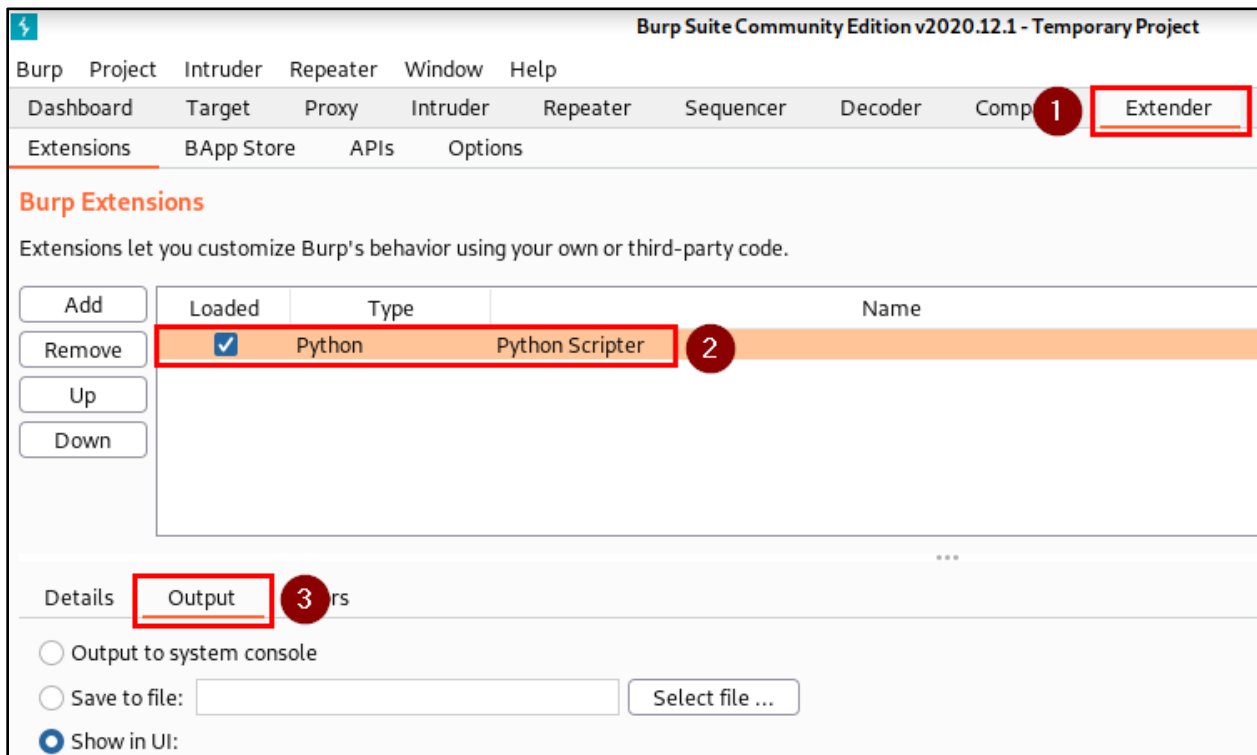 Burp Suite Community Edition v2020.12.1 - Temporary Project
Burp Project Intruder Repeater Window Help
Dashboard Target Proxy Intruder Repeater Sequencer Decoder Comp 1 Extender
Extensions BApp Store APIs Options
Burp Extensions
Extensions let you customize Burp's behavior using your own or third-party code.
Add Loaded Type Name
Remove Python Python Scripter 2
Up
Down
Details Output 3 rs
Output to system console
Save to file: Select file ...
Show in UI: